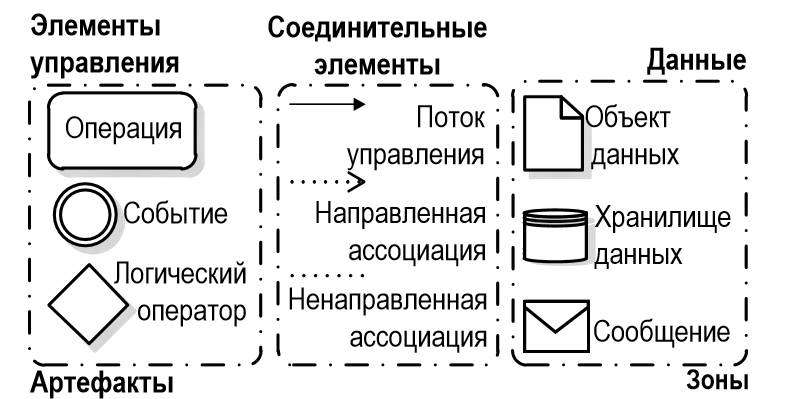 Элементы
управления
Операция
Событие
Логический
оператор
Артефакты
Соединительные
элементы
Поток
управления
Направленная
ассоциация
Ненаправленная
ассоциация
Данные
Объект
данных
Хранилище
данных
Сообщение
Зоны